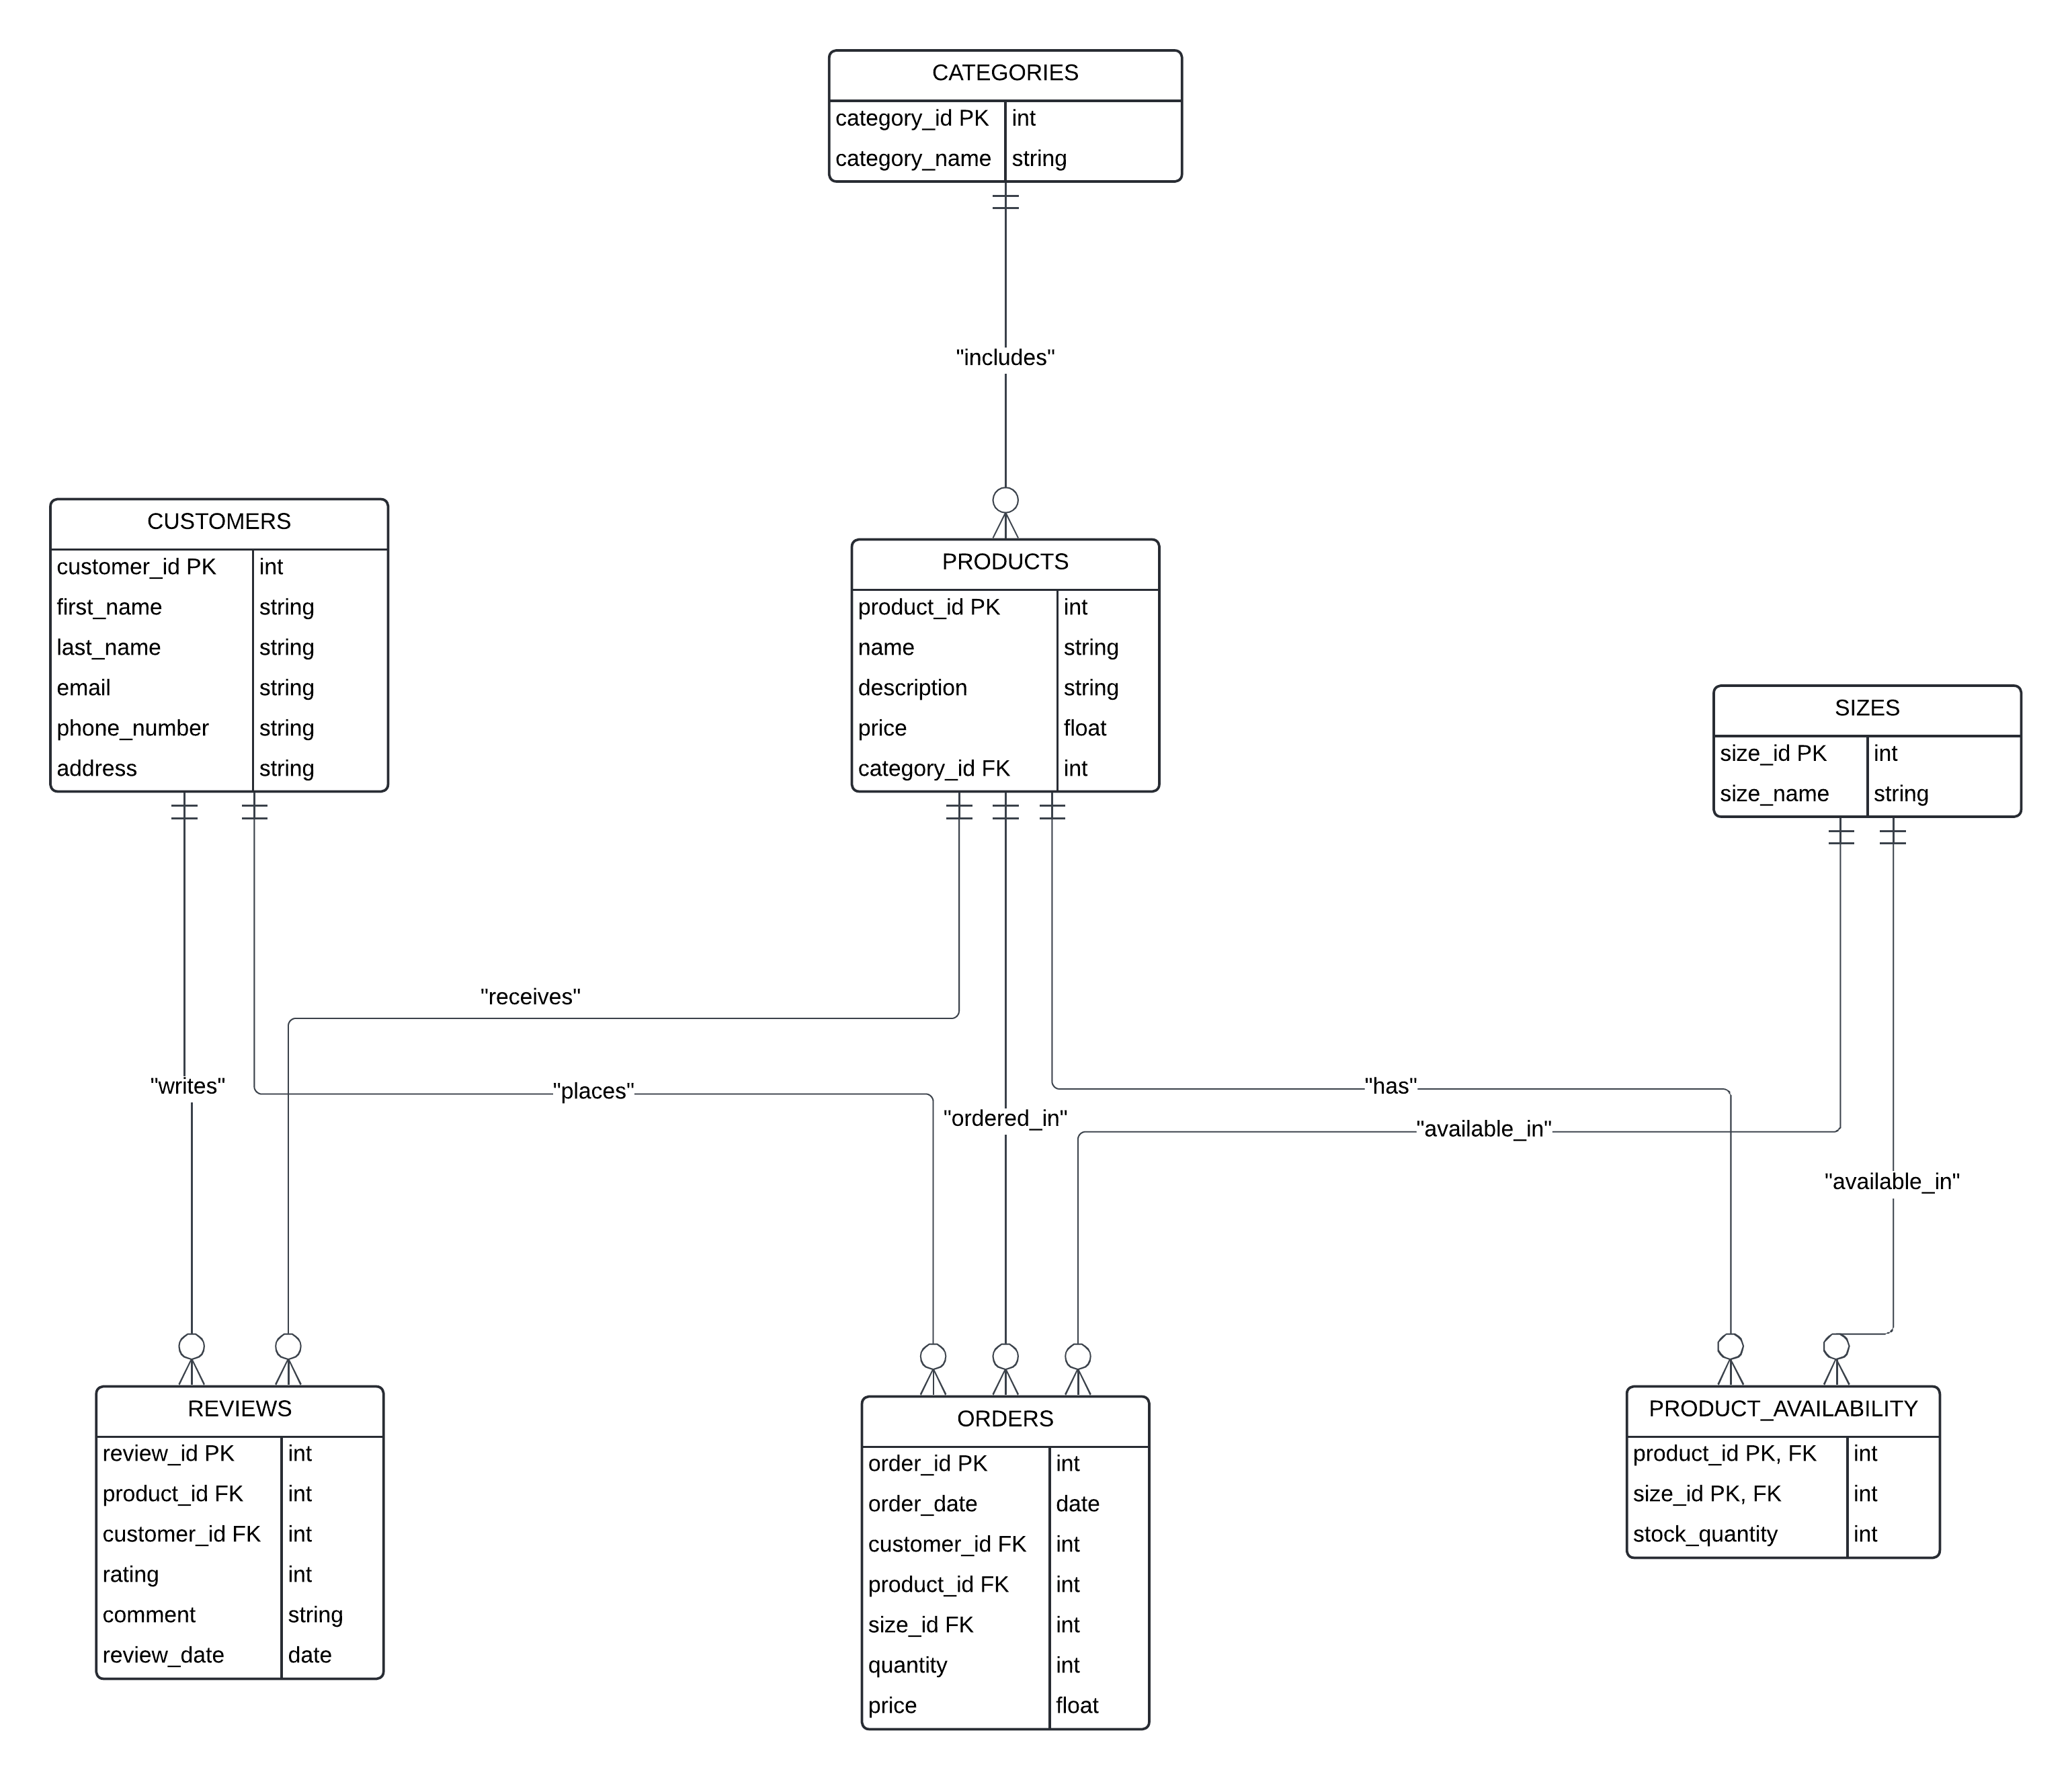 CATEGORIES
category_id PK int
category_name string
"includes"
CUSTOMERS
customer_id PK int
first_name string
last_name string
email string
phone_number string
address string
PRODUCTS
product_id PK int
name string
description string
price float
category_id FK int
SIZES
size_id PK int
size_name string
"receives"
"writes"
"places"
"ordered_in"
"has"
"available_in"
"available_in"
REVIEWS
review_id PK int
product_id FK int
customer_id FK int
rating int
comment string
review_date date
ORDERS
order_id PK int
order_date date
customer_id FK int
product_id FK int
size_id FK int
quantity int
price float
PRODUCT_AVAILABILITY
product_id PK, FK int
size_id PK, FK int
stock_quantity int